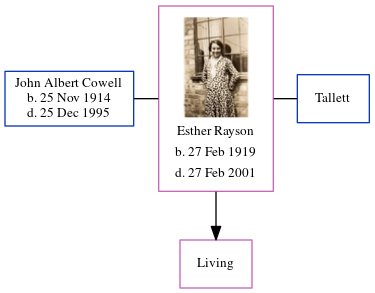 John Albert Cowell
b. 25 Nov 1914
d. 25 Dec 1995
Esther Rayson
b. 27 Feb 1919
d. 27 Feb 2001
Tallett
Living